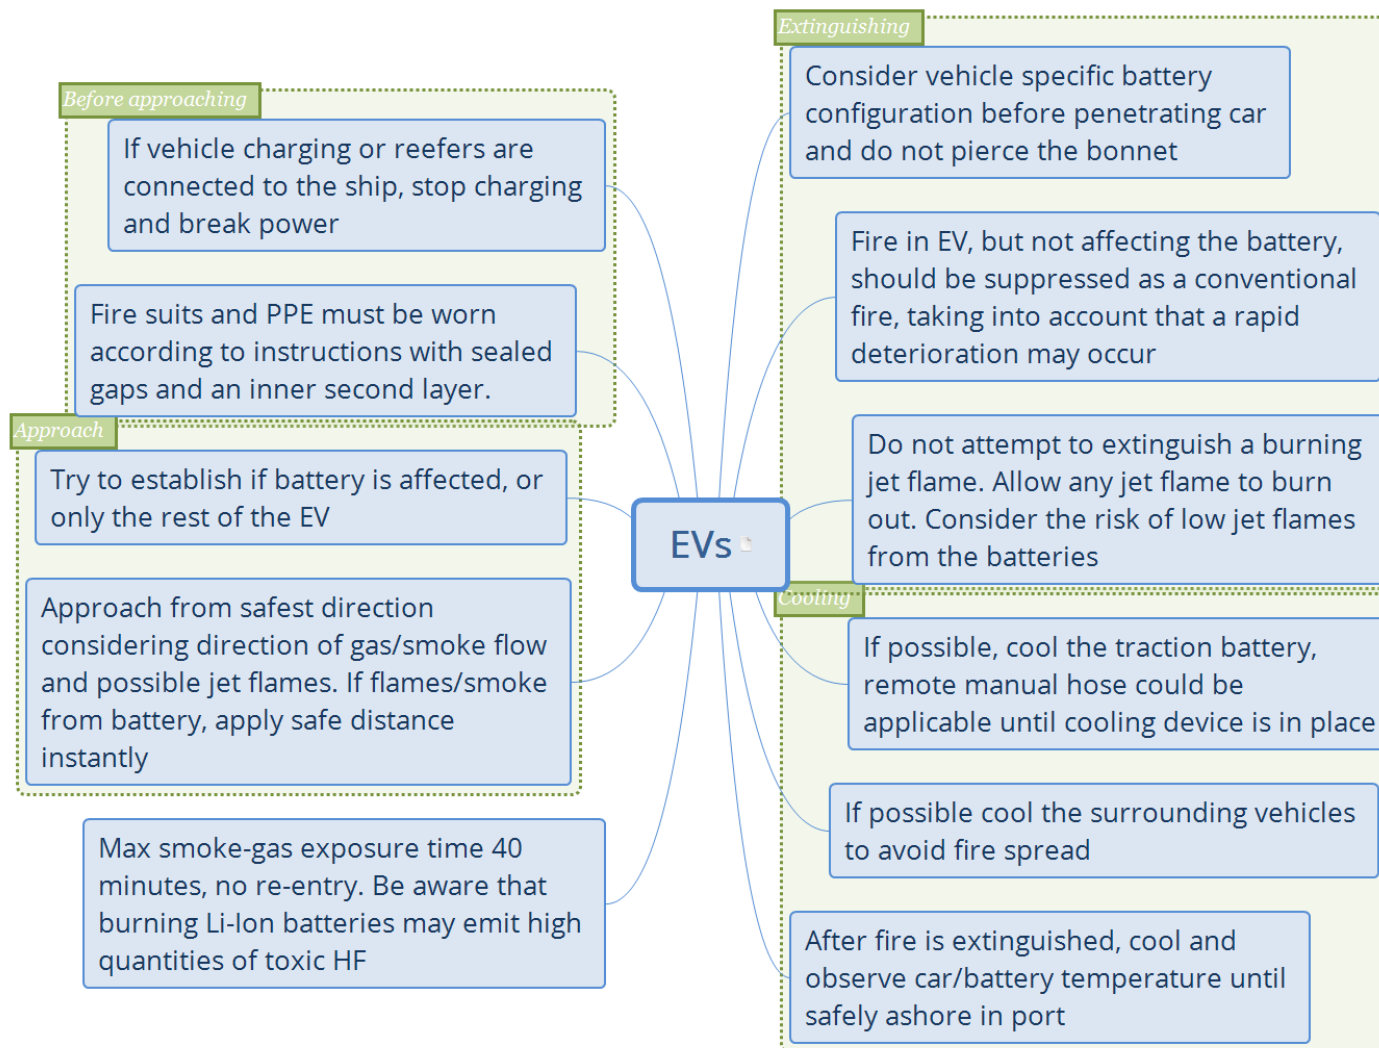 Before approaching
If vehicle charging or reefers are
connected to the ship, stop charging
and break power
Fire suits and PPE must be worn
according to instructions with sealed
gaps and an inner second layer.
Approach
Try to establish if battery is affected, or
only the rest of the EV
Approach from safest direction
considering direction of gas/smoke flow
and possible jet flames. If flames/smoke
from battery, apply safe distance
instantly
Max smoke-gas exposure time 40
minutes, no re-entry. Be aware that
burning Li-Ion batteries may emit high
quantities of toxic HF
EVs
Extinguishing
Consider vehicle specific battery
configuration before penetrating car
and do not pierce the bonnet
Fire in EV, but not affecting the battery,
should be suppressed as a conventional
fire, taking into account that a rapid
deterioration may occur
Do not attempt to extinguish a burning
jet flame. Allow any jet flame to burn
out. Consider the risk of low jet flames
from the batteries
Cooling
If possible, cool the traction battery,
remote manual hose could be
applicable until cooling device is in place
If possible cool the surrounding vehicles
to avoid fire spread
After fire is extinguished, cool and
observe car/battery temperature until
safely ashore in port